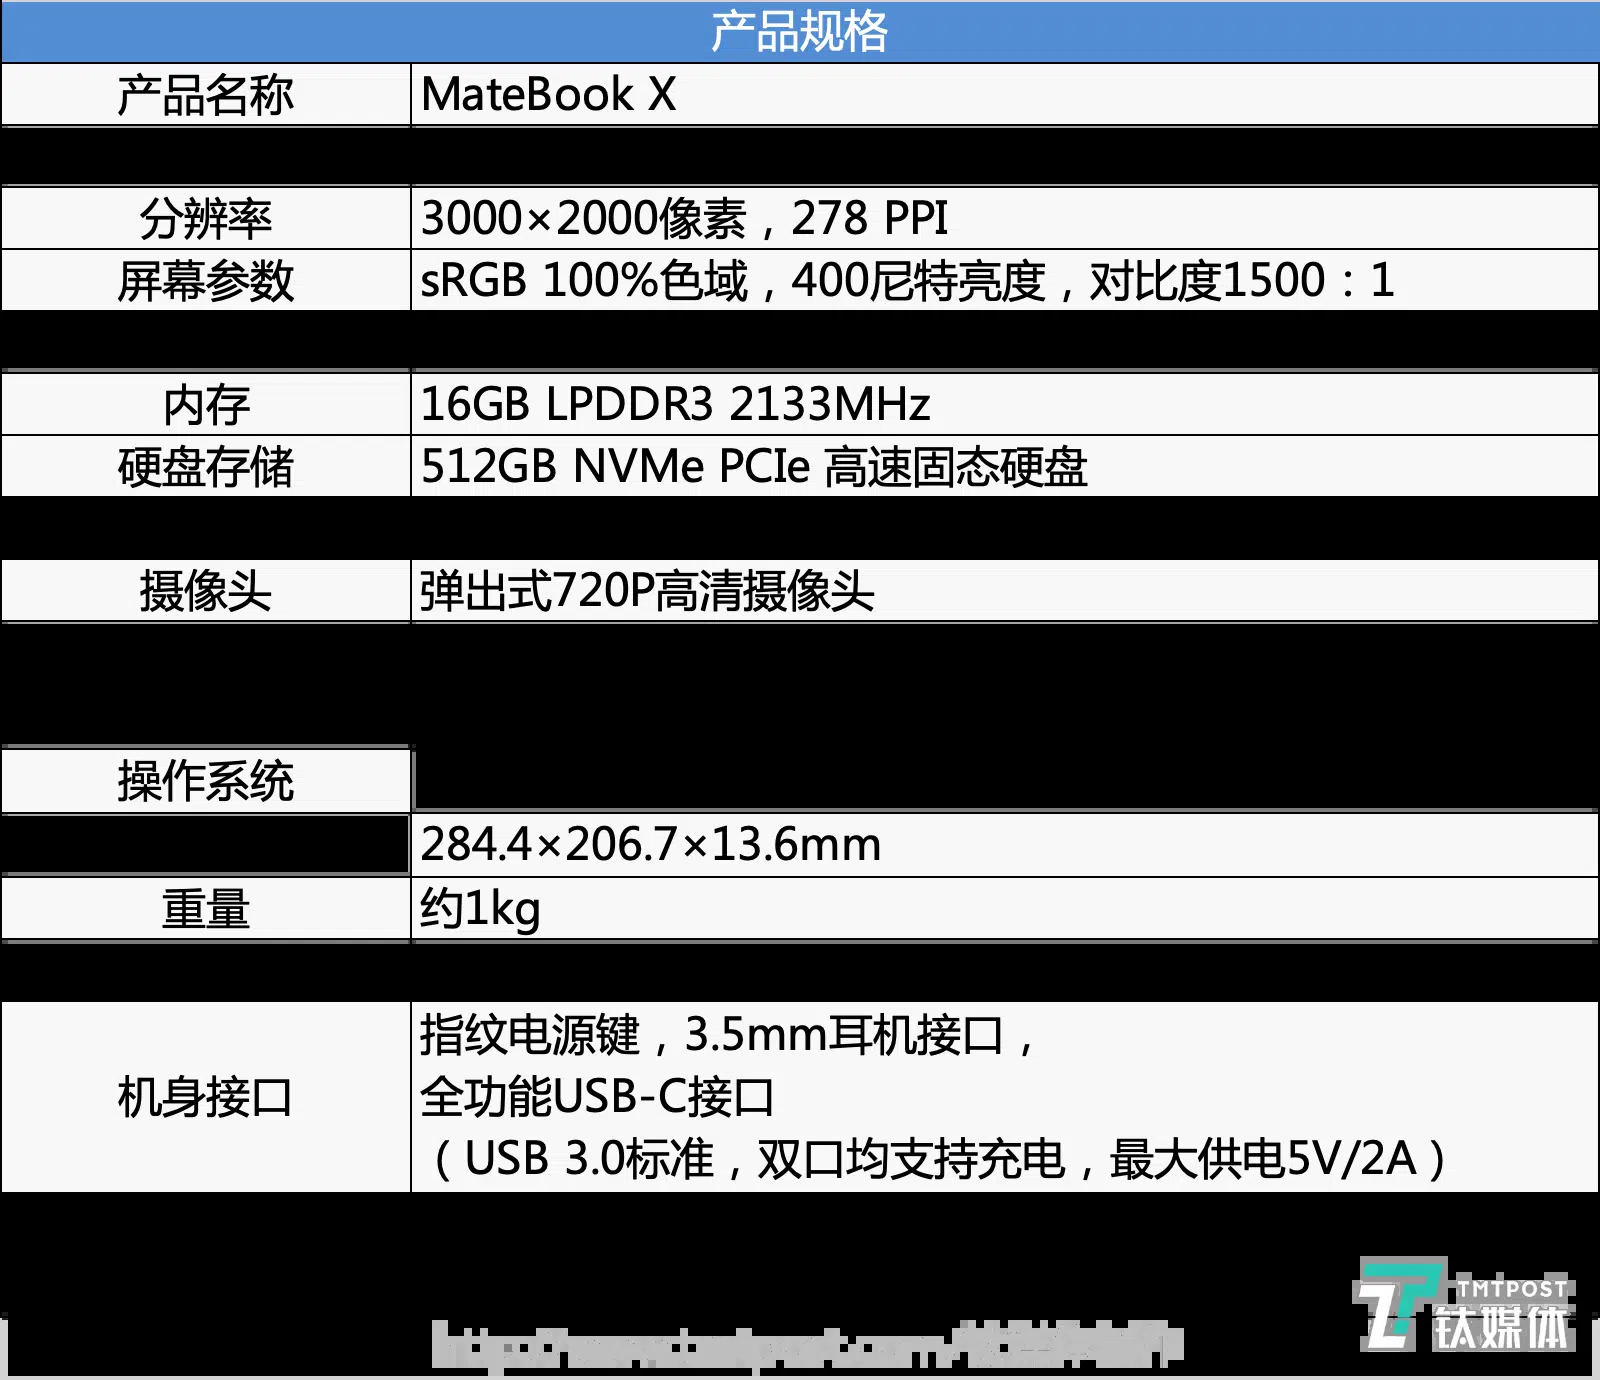 产品规格
产品名称 MateBook X
分辨率 3000×2000像素，278 PPI
屏幕参数 sRGB 100%色域，400尼特亮度，对比度1500：1
内存 16GB LPDDR3 2133MHz
硬盘存储 512GB NVMe PCIe 高速固态硬盘
摄像头 弹出式720P高清摄像头
操作系统
284.4×206.7×13.6mm
重量 约1kg
机身接口 指纹电源键，3.5mm耳机接口，
全功能USB-C接口
（USB 3.0标准，双口均支持充电，最大供电5V/2A）
TMTPOST
钛媒体